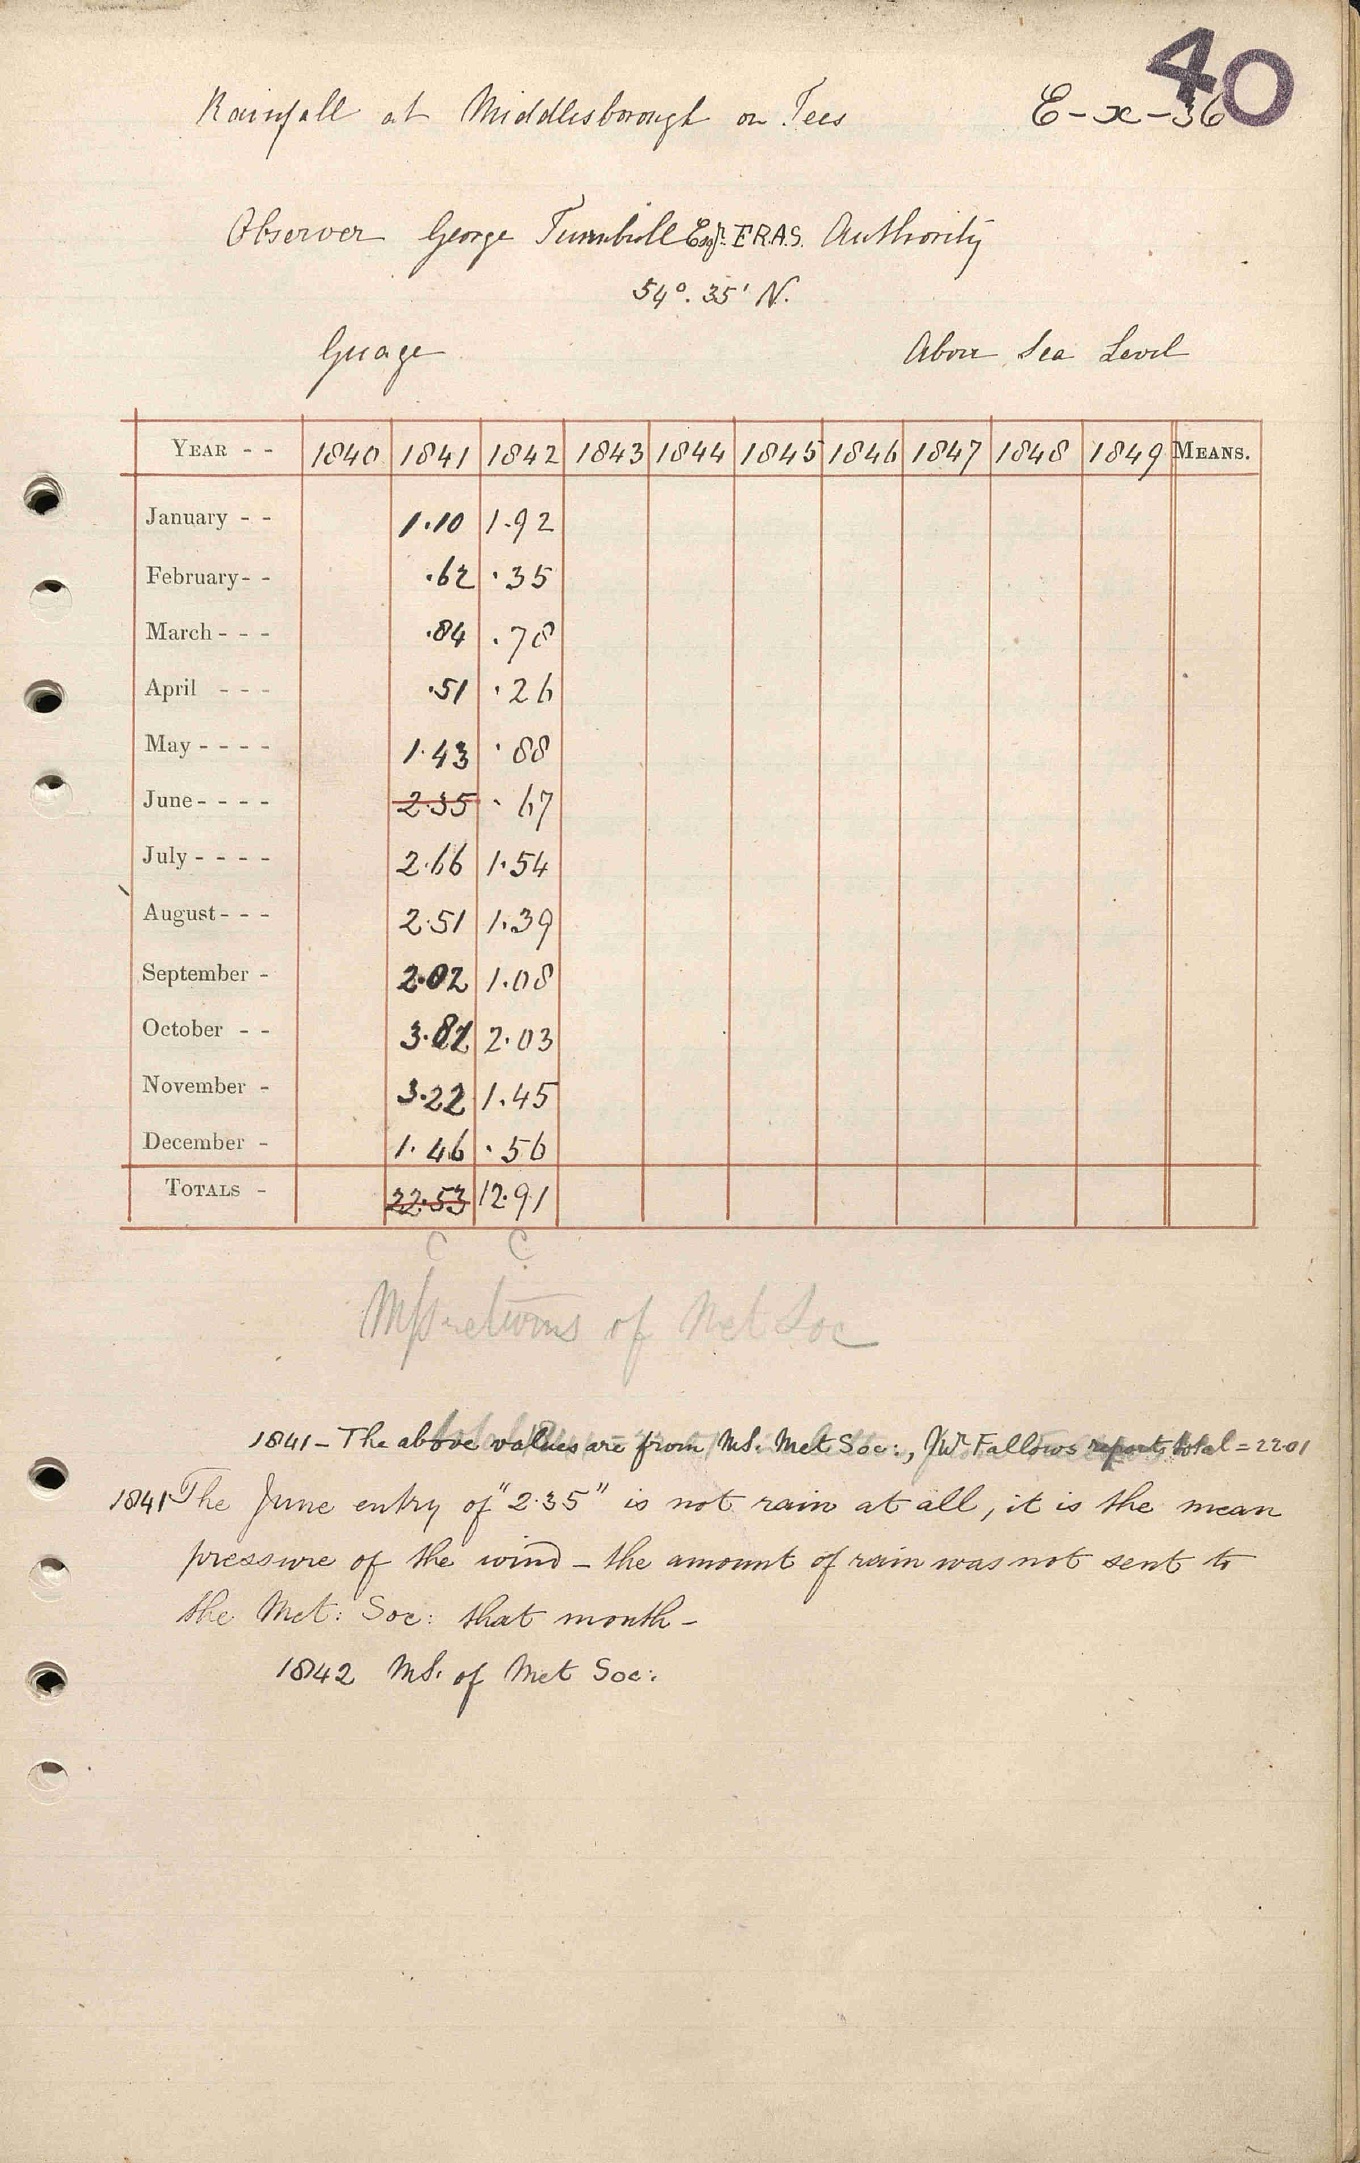 40
Rainfall at Middlesborough on Tees E-x-36
Observer George Turnbull Esqr. F.R.A.S. Authority
54°. 35' N.
Guage Above Sea Level
YEAR - - 1840 1841 1842 1843 1844 1845 1846 1847 1848 1849 MEANS.
January - - 1.10 1.92
February - - .62 .35
March - - - .84 .78
April - - - .51 .26
May - - - - 1.43 .88
June - - - - 2.35 .67
July - - - - 2.66 1.54
August - - - 2.51 1.39
September - 2.02 1.08
October - - 3.82 2.03
November - 3.22 1.45
December - 1.46 .56
TOTALS - 22.53 12.91
C C
MSS returns of Met Soc
1841 - The above values are from MS. Met Soc:, Mr Fallows reports total = 22.01
1841 The June entry of "2.35" is not rain at all, it is the mean
pressure of the wind - the amount of rain was not sent to
the Met: Soc: that month -
1842 MS. of Met Soc: